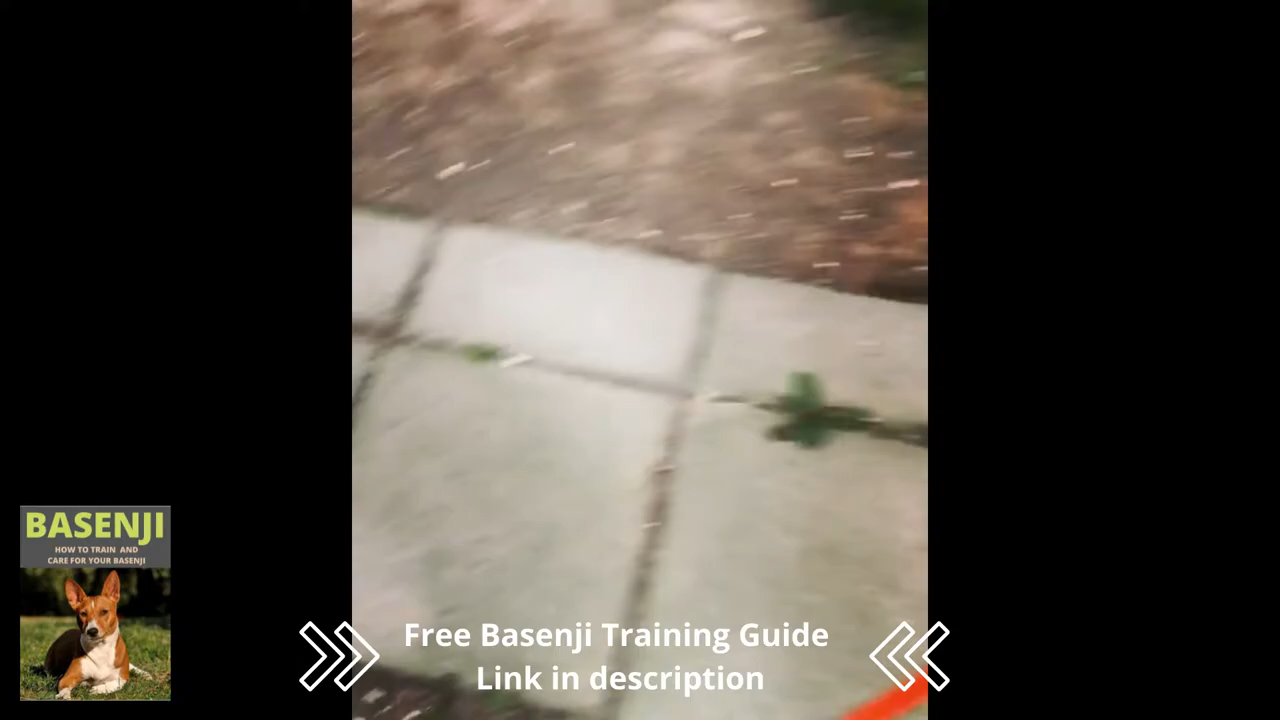 BASENJI
HOW TO TRAIN AND
CARE FOR YOUR BASENJI
Free Basenji Training Guide
Link in description